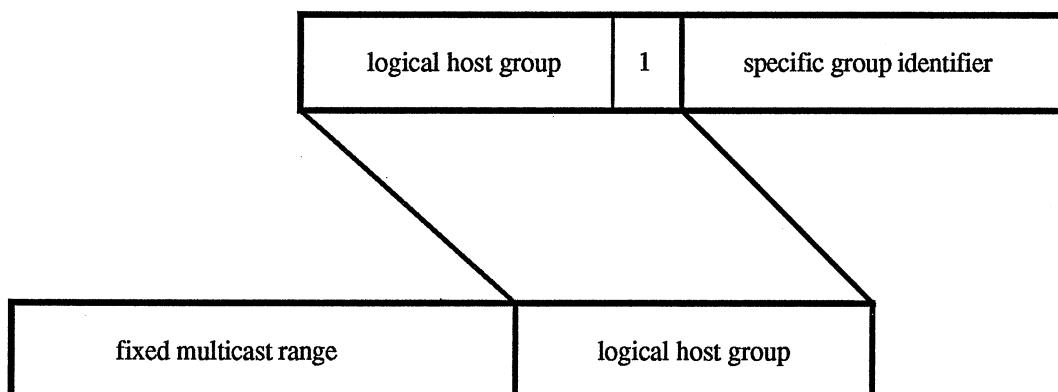 logical host group 1 specific group identifier
fixed multicast range logical host group